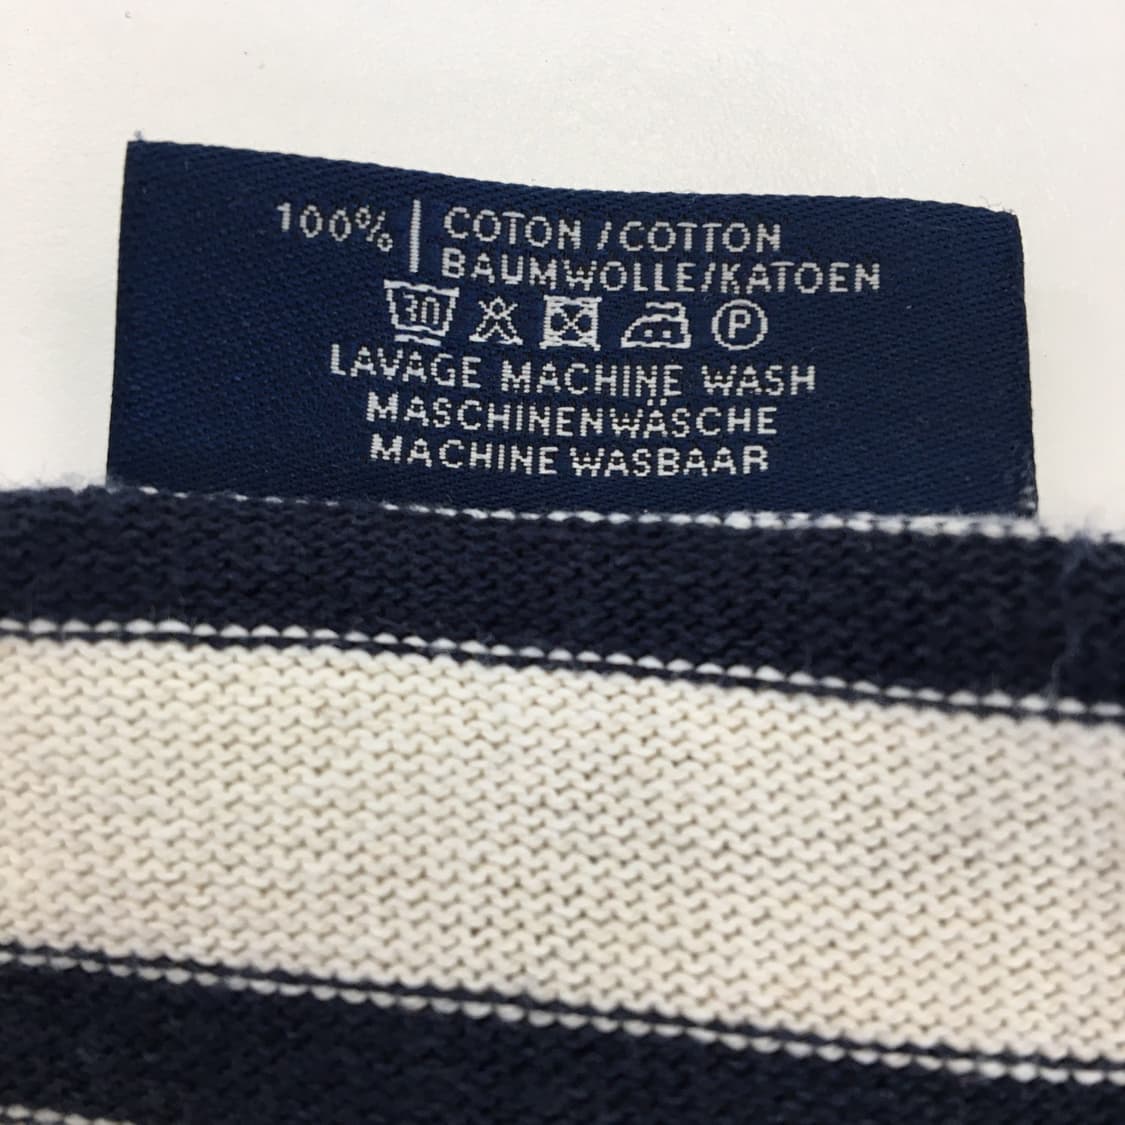 100% | COTON / COTTON
BAUMWOLLE/KATOEN
30 P
LAVAGE MACHINE WASH
MASCHINENWÄSCHE
MACHINE WASBAAR